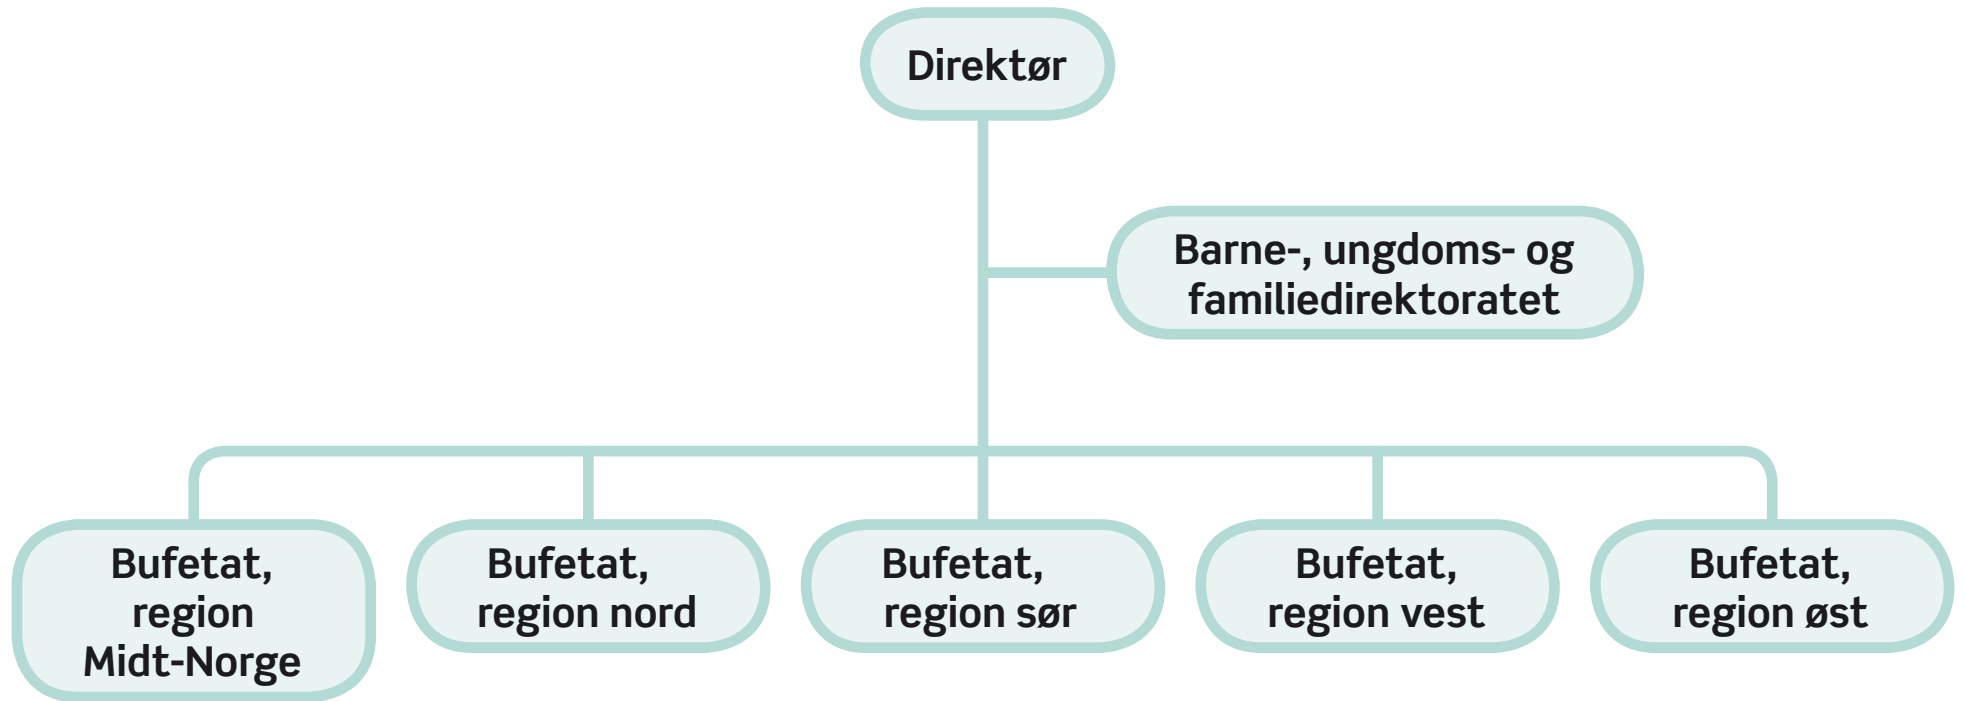 Direktør
Barne-, ungdoms- og
familiedirektoratet
Bufetat,
region
Midt-Norge
Bufetat,
region nord
Bufetat,
region sør
Bufetat,
region vest
Bufetat,
region øst